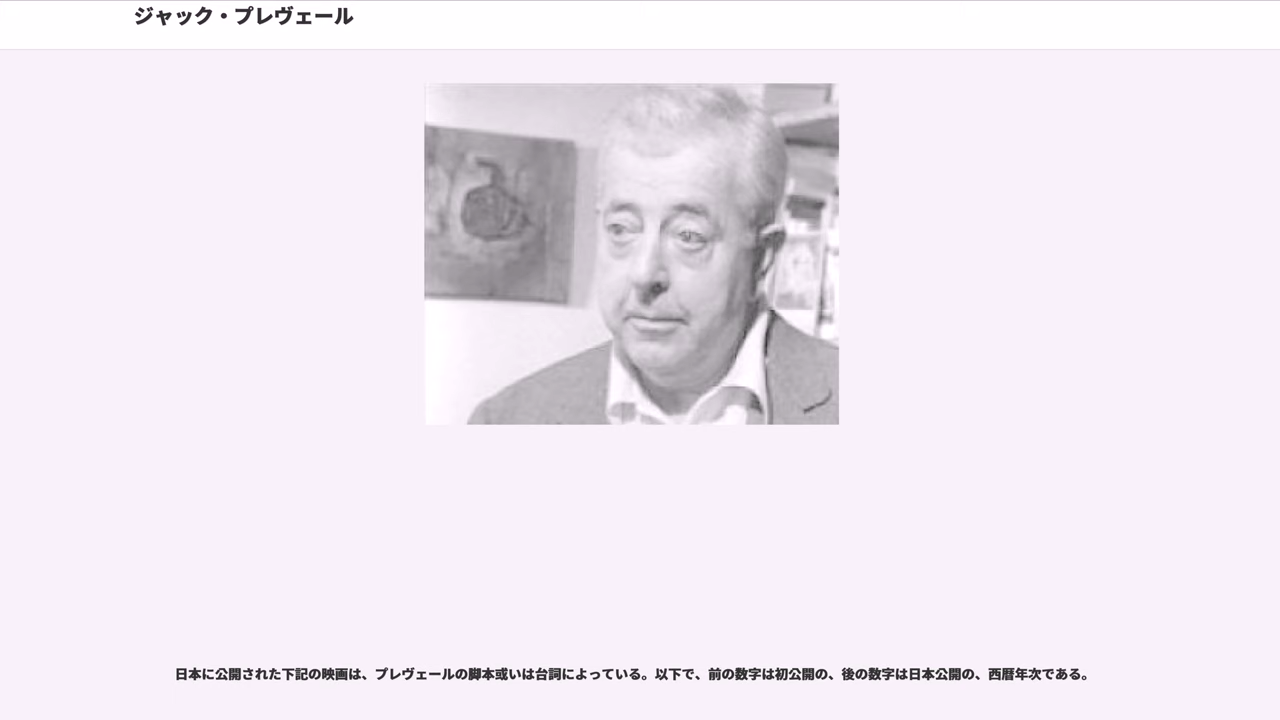 ジャック・プレヴェール
日本に公開された下記の映画は、プレヴェールの脚本或いは台詞によっている。以下で、前の数字は初公開の、後の数字は日本公開の、西暦年次である。